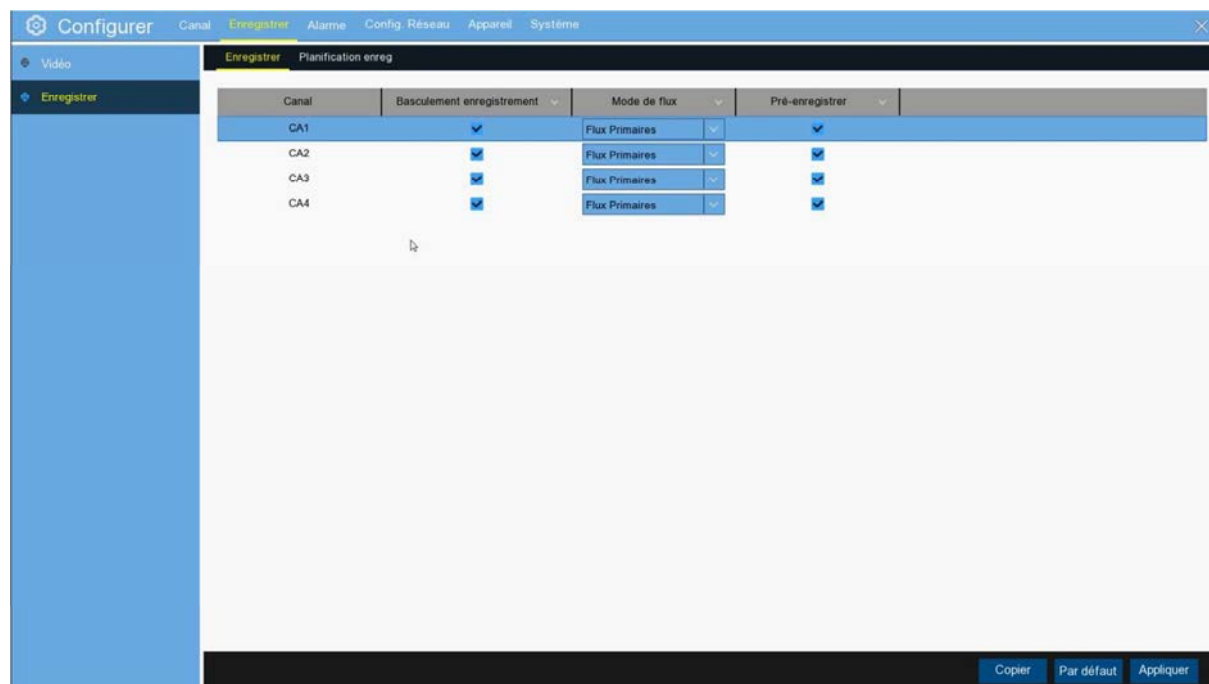 Configurer Canal Enregistrer Alarme Config. Réseau Appareil Système
Vidéo
Enregistrer
Enregistrer Planification enreg
Canal Basculement enregistrement Mode de flux Pré-enregistrer
CA1 Flux Primaires
CA2 Flux Primaires
CA3 Flux Primaires
CA4 Flux Primaires
Copier Par défaut Appliquer